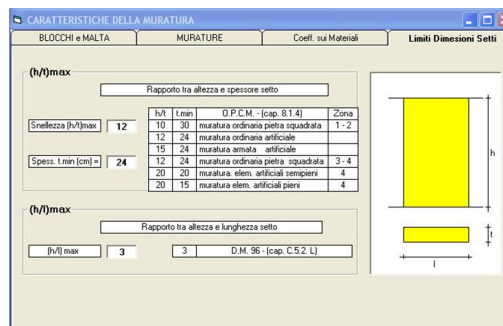 CARATTERISTICHE DELLA MURATURA
BLOCCHI e MALTA MURATURE Coeff. sui Materiali Limiti Dimesioni Setti
(h/t)max
Rapporto tra altezza e spessore setto
Snellezza (h/t)max 12
Spess. t.min (cm) = 24
h/t t.min O.P.C.M. - (cap. 8.1.4) Zona
10 30 muratura ordinaria pietra squadrata 1 - 2
12 24 muratura ordinaria artificiale
15 24 muratura armata artificiale
12 24 muratura ordinaria pietra squadrata 3 - 4
20 20 muratura. elem. artificiali semipieni 4
20 15 muratura elem. artificiali pieni 4
h
t
l
(h/l)max
Rapporto tra altezza e lunghezza setto
(h/l) max 3
3 D.M. 96 - (cap. C.5.2. L)